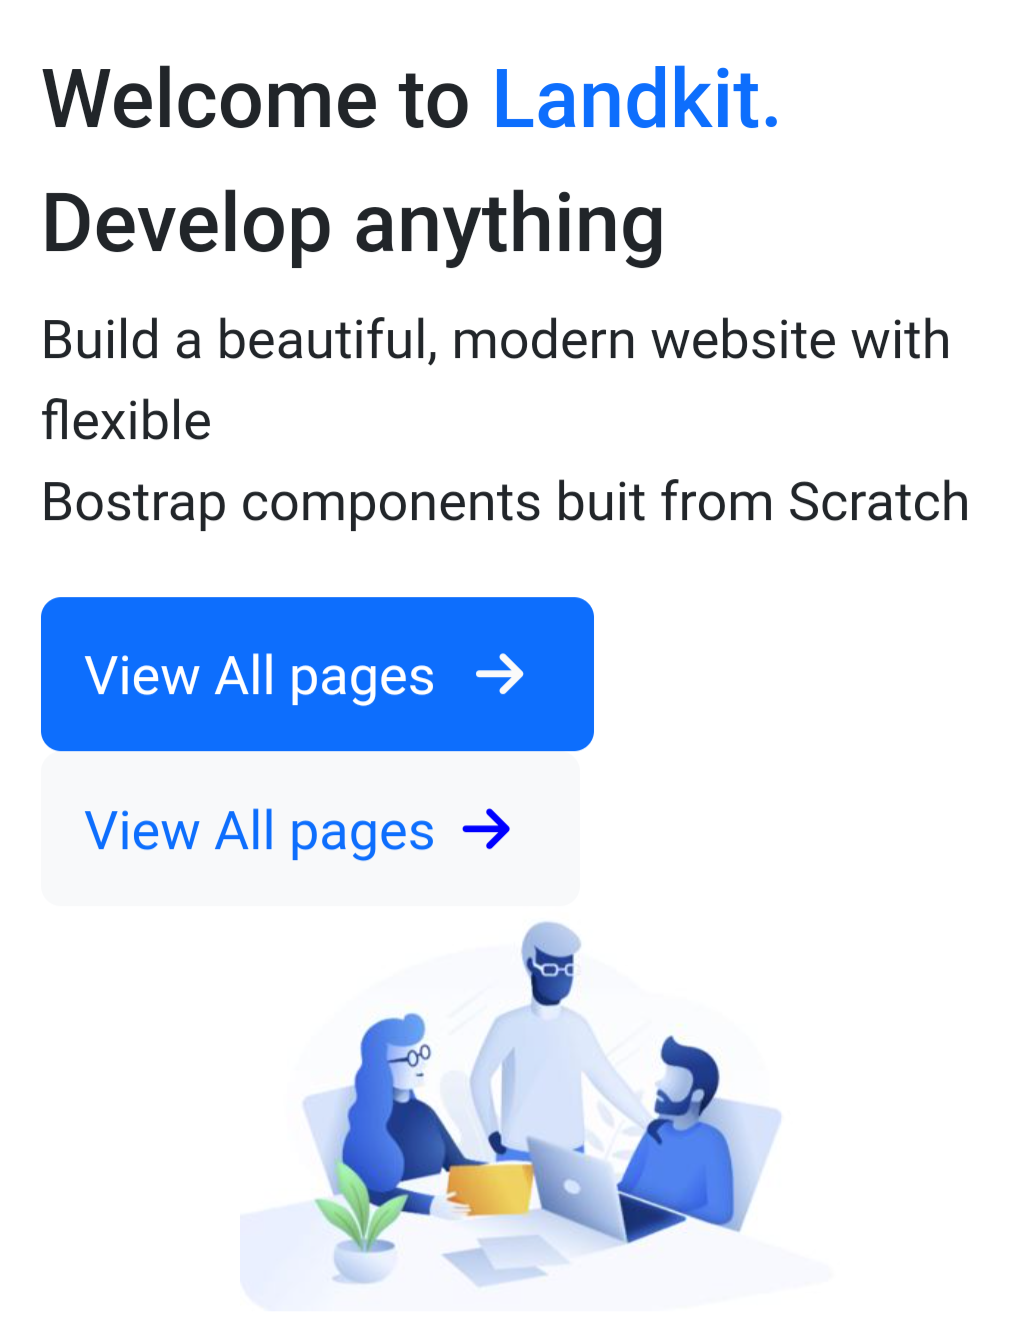 Welcome to Landkit.
Develop anything
Build a beautiful, modern website with
flexible
Bostrap components buit from Scratch
View All pages
View All pages